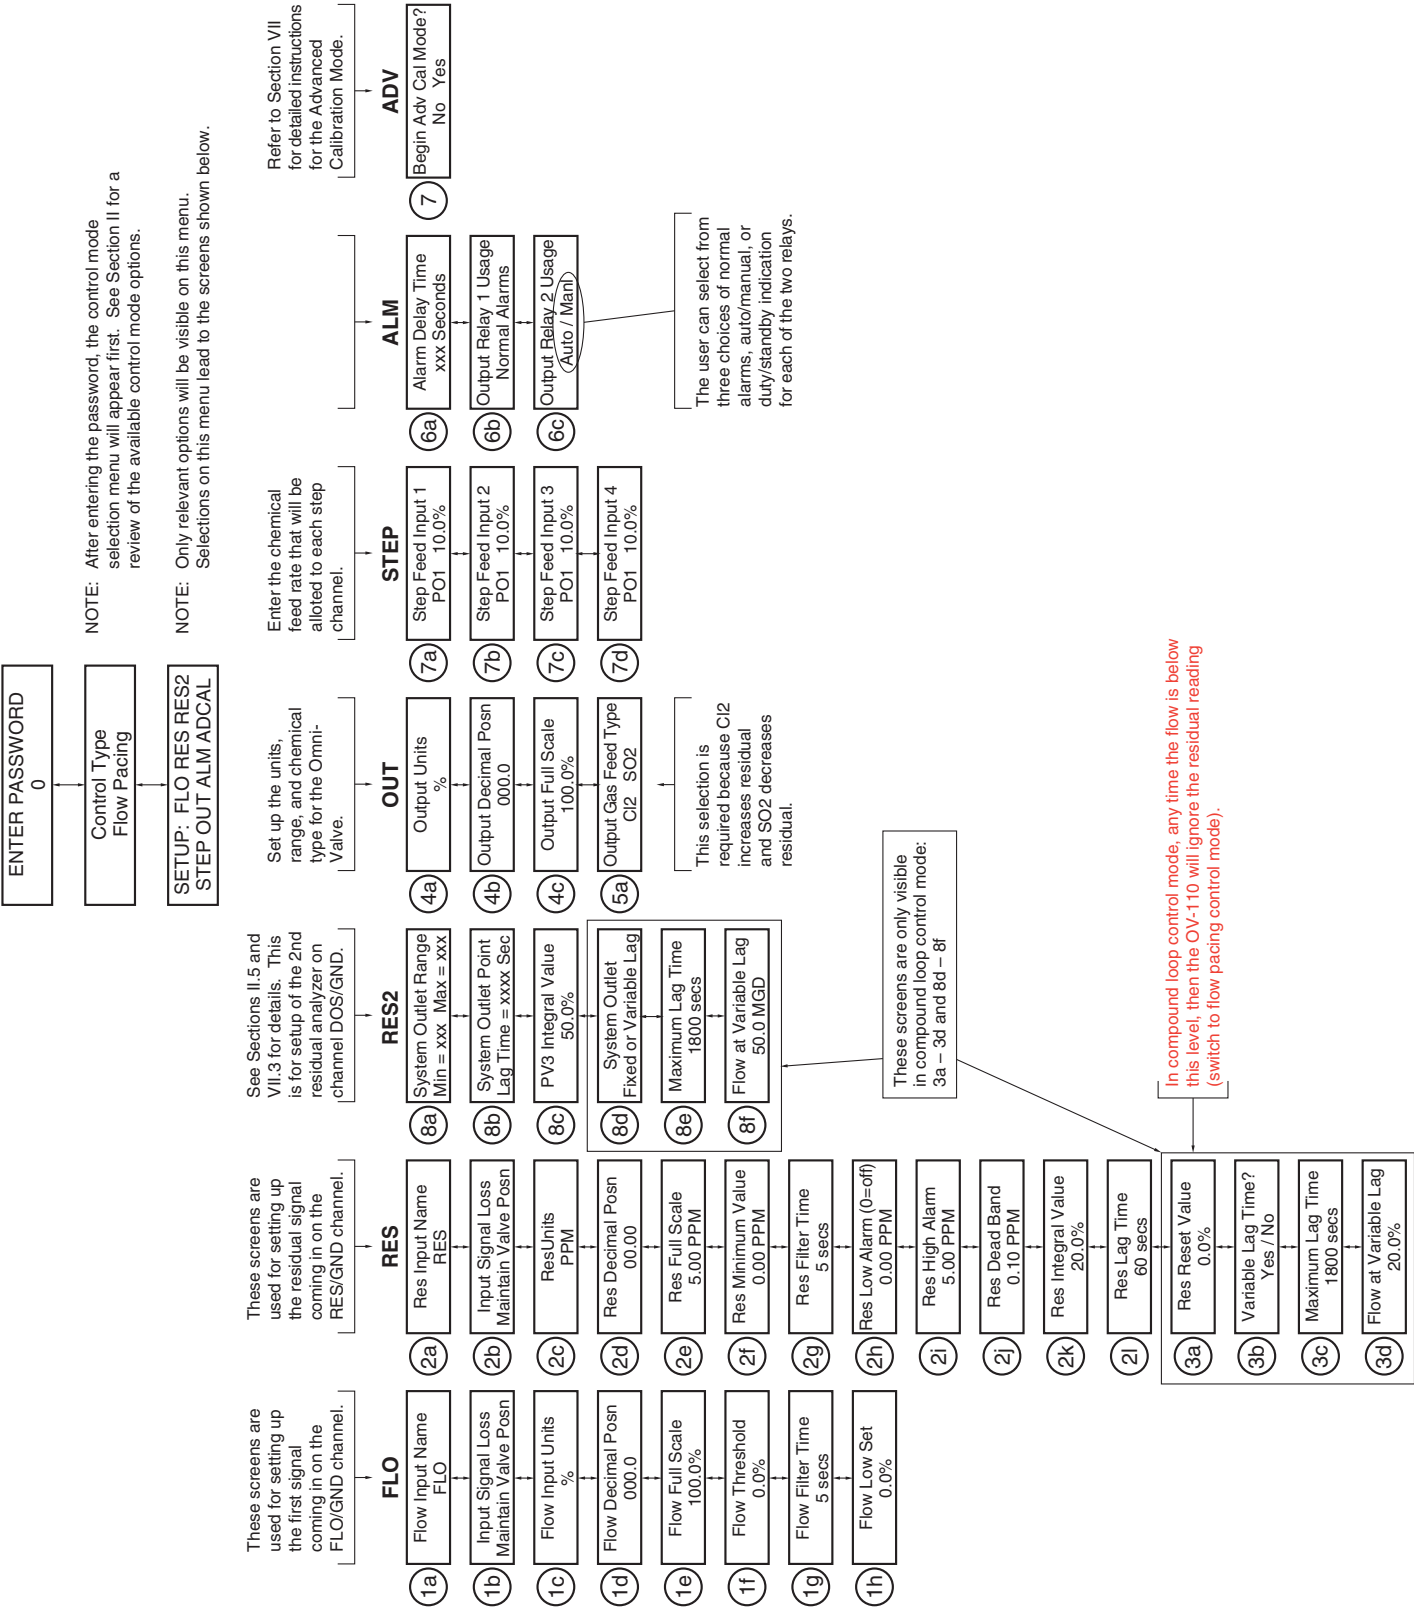 ENTER PASSWORD
0
Control Type
Flow Pacing
SETUP: FLO RES RES2
STEP OUT ALM ADCAL
NOTE: After entering the password, the control mode
selection menu will appear first. See Section II for a
review of the available control mode options.
NOTE: Only relevant options will be visible on this menu.
Selections on this menu lead to the screens shown below.
These screens are
used for setting up
the first signal
coming in on the
FLO/GND channel.
FLO
1a
Flow Input Name
FLO
1b
Input Signal Loss
Maintain Valve Posn
1c
Flow Input Units
%
1d
Flow Decimal Posn
000.0
1e
Flow Full Scale
100.0%
1f
Flow Threshold
0.0%
1g
Flow Filter Time
5 secs
1h
Flow Low Set
0.0%
These screens are
used for setting up
the residual signal
coming in on the
RES/GND channel.
RES
2a
Res Input Name
RES
2b
Input Signal Loss
Maintain Valve Posn
2c
ResUnits
PPM
2d
Res Decimal Posn
00.00
2e
Res Full Scale
5.00 PPM
2f
Res Minimum Value
0.00 PPM
2g
Res Filter Time
5 secs
2h
Res Low Alarm (0=off)
0.00 PPM
2i
Res High Alarm
5.00 PPM
2j
Res Dead Band
0.10 PPM
2k
Res Integral Value
20.0%
2l
Res Lag Time
60 secs
3a
Res Reset Value
0.0%
3b
Variable Lag Time?
Yes / No
3c
Maximum Lag Time
1800 secs
3d
Flow at Variable Lag
20.0%
See Sections II.5 and
VII.3 for details. This
is for setup of the 2nd
residual analyzer on
channel DOS/GND.
RES2
8a
System Outlet Range
Min = xxx Max = xxx
8b
System Outlet Point
Lag Time = xxxx Sec
8c
PV3 Integral Value
50.0%
8d
System Outlet
Fixed or Variable Lag
8e
Maximum Lag Time
1800 secs
8f
Flow at Variable Lag
50.0 MGD
These screens are only visible
in compound loop control mode:
3a – 3d and 8d – 8f
In compound loop control mode, any time the flow is below
this level, then the OV-110 will ignore the residual reading
(switch to flow pacing control mode).
Set up the units,
range, and chemical
type for the Omni-
Valve.
OUT
4a
Output Units
%
4b
Output Decimal Posn
000.0
4c
Output Full Scale
100.0%
5a
Output Gas Feed Type
Cl2 SO2
This selection is
required because Cl2
increases residual
and SO2 decreases
residual.
Enter the chemical
feed rate that will be
alloted to each step
channel.
STEP
7a
Step Feed Input 1
PO1 10.0%
7b
Step Feed Input 2
PO1 10.0%
7c
Step Feed Input 3
PO1 10.0%
7d
Step Feed Input 4
PO1 10.0%
ALM
6a
Alarm Delay Time
xxx Seconds
6b
Output Relay 1 Usage
Normal Alarms
6c
Output Relay 2 Usage
Auto / Manl
The user can select from
three choices of normal
alarms, auto/manual, or
duty/standby indication
for each of the two relays.
Refer to Section VII
for detailed instructions
for the Advanced
Calibration Mode.
ADV
7
Begin Adv Cal Mode?
No Yes